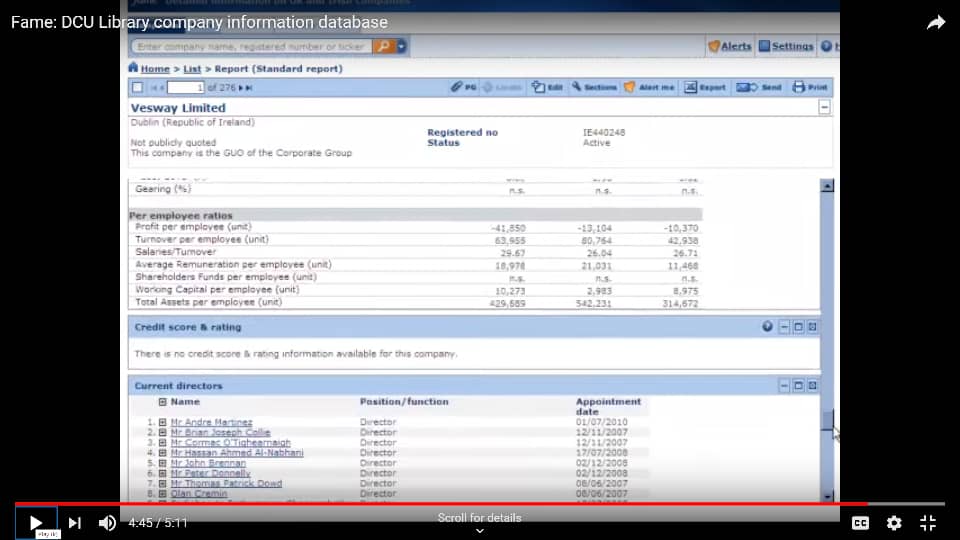 Fame: DCU Library company information database
Enter company name, registered number or ticker
Alerts Settings
Home > List > Report (Standard report)
1 of 276 PG Edit Sections Alert me Export Send Print
Vesway Limited
Dublin (Republic of Ireland)
Registered no IE440248
Not publicly quoted Status Active
This company is the GUO of the Corporate Group
Gearing (%) n.s. n.s. n.s.
Per employee ratios
Profit per employee (unit) -41,850 -13,104 -10,370
Turnover per employee (unit) 63,955 80,764 42,938
Salaries/Turnover 29.67 26.04 26.71
Average Remuneration per employee (unit) 18,976 21,031 11,468
Shareholders Funds per employee (unit) n.s. n.s. n.s.
Working Capital per employee (unit) 10,273 2,983 8,975
Total Assets per employee (unit) 429,689 542,231 314,672
Credit score & rating
There is no credit score & rating information available for this company.
Current directors
Name Position/function Appointment
date
1. Mr Andre Martinez Director 01/07/2010
2. Mr Brian Joseph Collie Director 12/11/2007
3. Mr Cormac O'Tighearnaigh Director 12/11/2007
4. Mr Hassan Ahmed Al-Nabhani Director 17/07/2008
5. Mr John Brennan Director 02/12/2008
6. Mr Peter Donnelly Director 02/12/2008
7. Mr Thomas Patrick Dowd Director 08/06/2007
8. Olan Cremin Director 08/06/2007
4:45 / 5:11
Scroll for details
CC